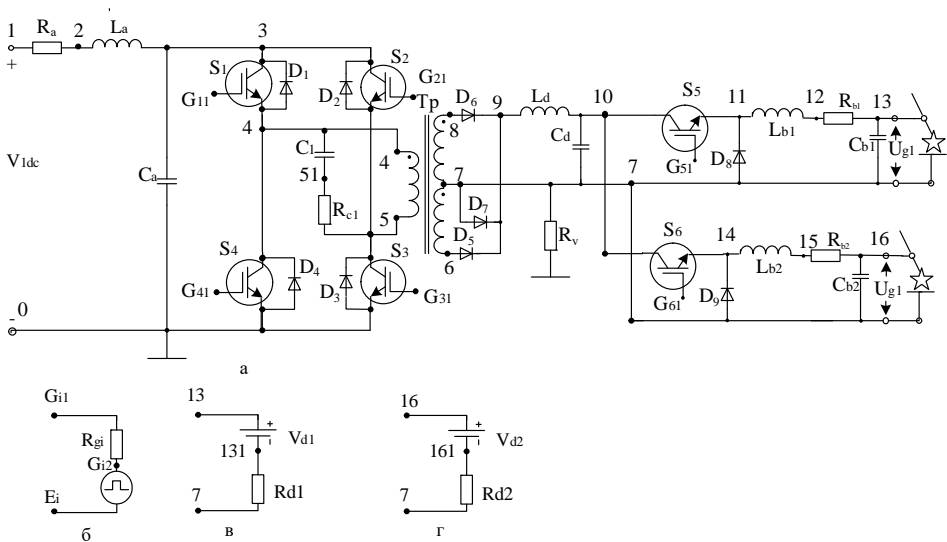 1 Ra 2 La 3
+
S1 D1 S2 D2 G21
G11
Tp D6 9 Ld 10 S5 11 12 Rb1 13
8
4 C1 4
Lb1
V1dc
Ca
51
G51 D8 Cb1 Ug1
7 Cd 7
Rc1 5
D7
D5 Rv
S6 14 15 Rb2 16
6
S4 D4 S3 D3
Lb2
G41 G31
G61 D9 Cb2 Ug1
- 0
а
Gi1 13 16
Rgi
Vd1 Vd2
131 161
Gi2
Ei
Rd1 Rd2
7 7
б в г